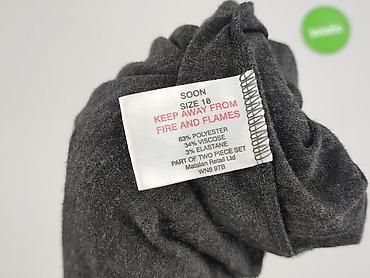 SOON
SIZE 18
KEEP AWAY FROM
FIRE AND FLAMES
63% POLYESTER
34% VISCOSE
3% ELASTANE
PART OF TWO PIECE SET
Matalan Retail Ltd
WN8 9TB